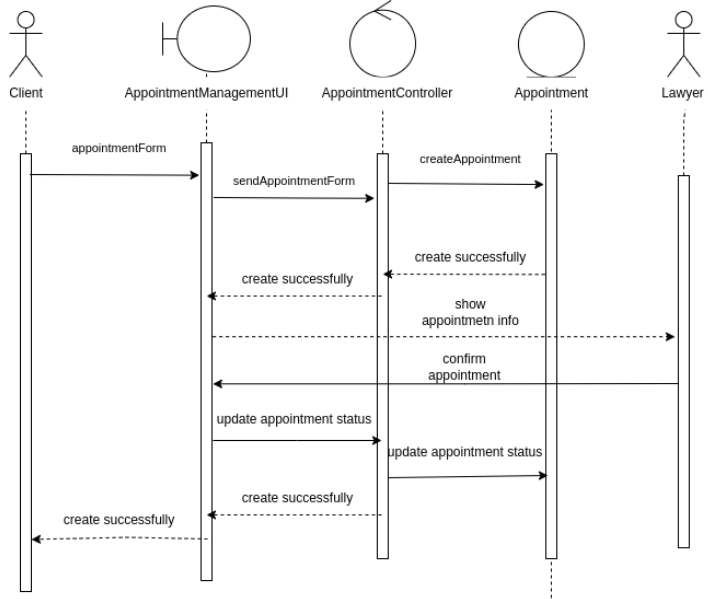 Client
AppointmentManagementUI
AppointmentController
Appointment
Lawyer
appointmentForm
sendAppointmentForm
createAppointment
create successfully
create successfully
show
appointmetn info
confirm
appointment
update appointment status
update appointment status
create successfully
create successfully